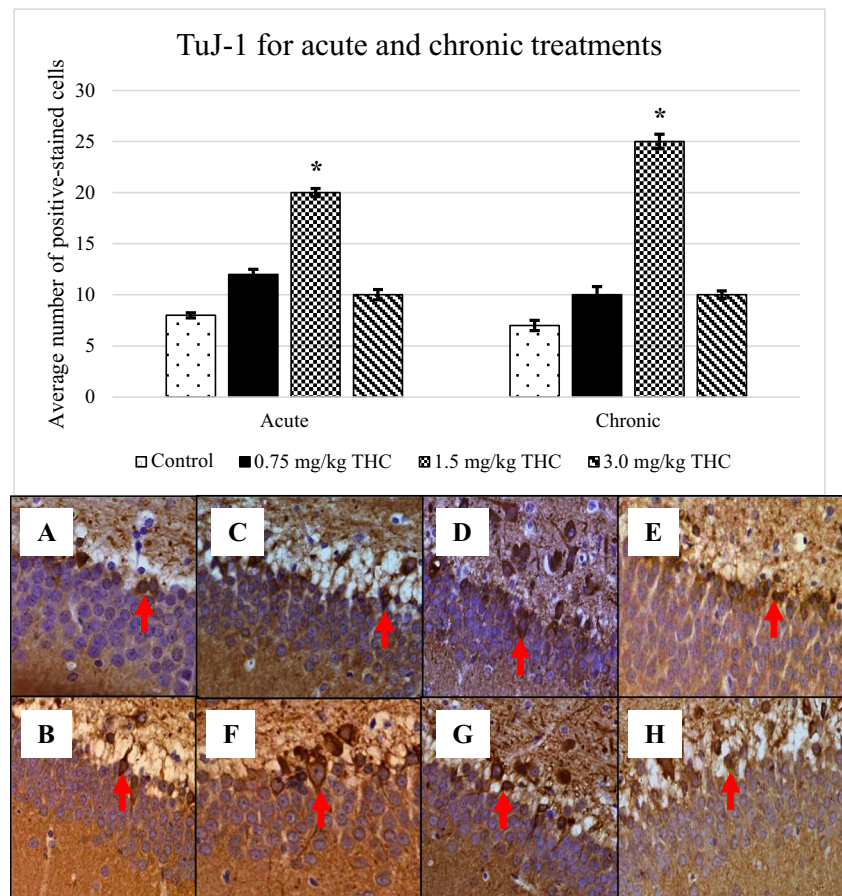 TuJ-1 for acute and chronic treatments
Average number of positive-stained cells
30
25
20
15
10
5
0
*
*
Acute
Chronic
Control
0.75 mg/kg THC
1.5 mg/kg THC
3.0 mg/kg THC
A
C
D
E
B
F
G
H